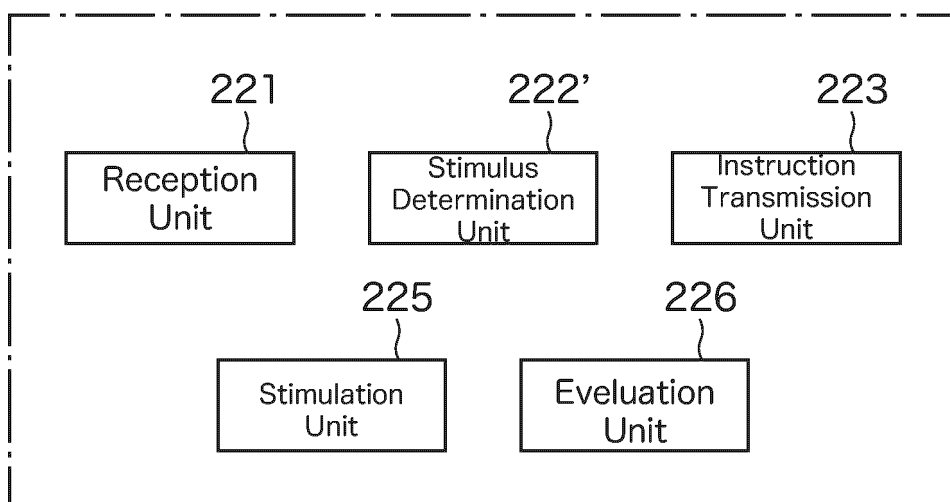 221
222’
223
Reception
Unit
Stimulus
Determination
Unit
Instruction
Transmission
Unit
225
226
Stimulation
Unit
Eveluation
Unit